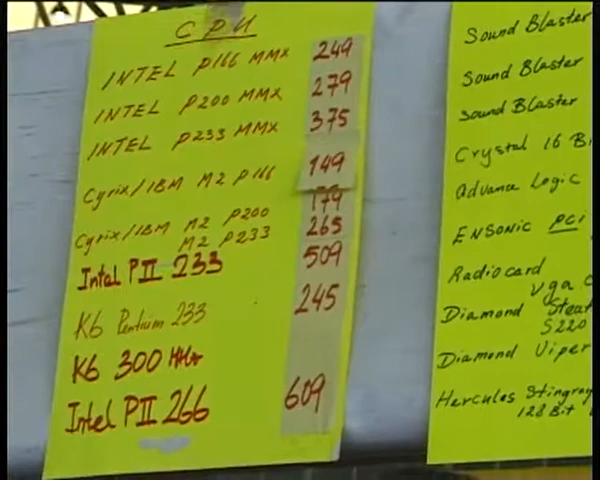 CPU
INTEL P166 MMX 249
INTEL P200 MMX 279
INTEL P233 MMX 375
Cyrix/IBM M2 P166 149
Cyrix/IBM M2 P200 179
M2 P233 265
Intel PII 233 509
K6 Pentium 233 245
K6 300 MHz
Intel PII 266 609
Sound Blaster
Sound Blaster
Sound Blaster
Crystal 16 Bi
Advance Logic
ENSONIC PCI
Radiocard
Vga
Diamond Steal
S220
Diamond Viper
Hercules Stingray
128 Bit